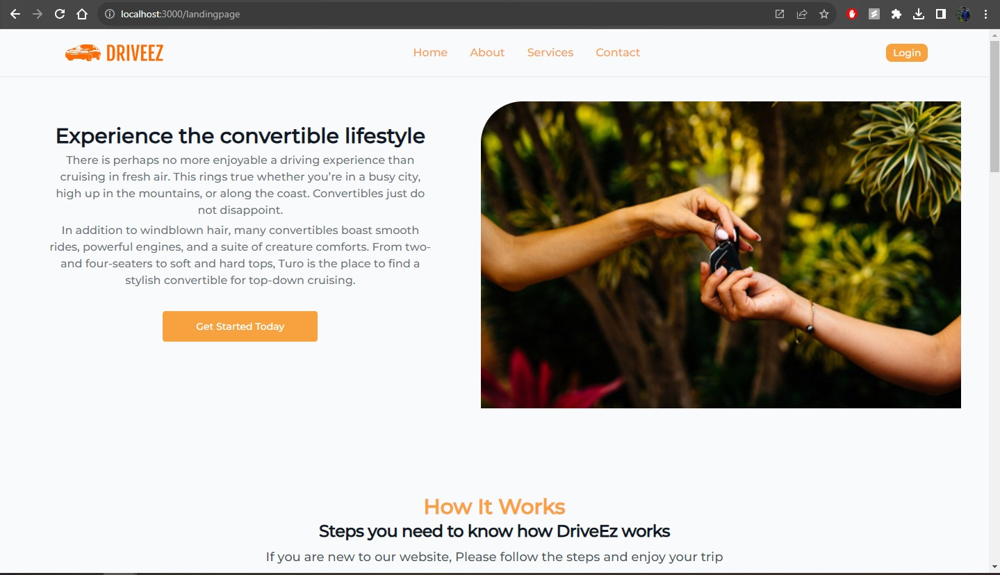 localhost:3000/landingpage
DRIVEEZ
Home
About
Services
Contact
Login
Experience the convertible lifestyle
There is perhaps no more enjoyable a driving experience than
cruising in fresh air. This rings true whether you’re in a busy city,
high up in the mountains, or along the coast. Convertibles just do
not disappoint.
In addition to windblown hair, many convertibles boast smooth
rides, powerful engines, and a suite of creature comforts. From two-
and four-seaters to soft and hard tops, Turo is the place to find a
stylish convertible for top-down cruising.
Get Started Today
How It Works
Steps you need to know how DriveEz works
If you are new to our website, Please follow the steps and enjoy your trip